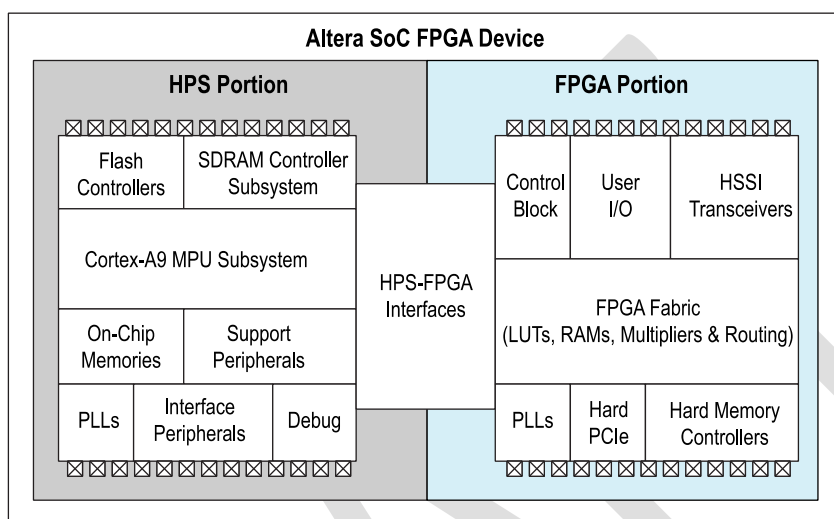 Altera SoC FPGA Device
HPS Portion
FPGA Portion
Flash
Controllers
SDRAM Controller
Subsystem
Cortex-A9 MPU Subsystem
On-Chip
Memories
Support
Peripherals
PLLs
Interface
Peripherals
Debug
HPS-FPGA
Interfaces
Control
Block
User
I/O
HSSI
Transceivers
FPGA Fabric
(LUTs, RAMs, Multipliers & Routing)
PLLs
Hard
PCIe
Hard Memory
Controllers